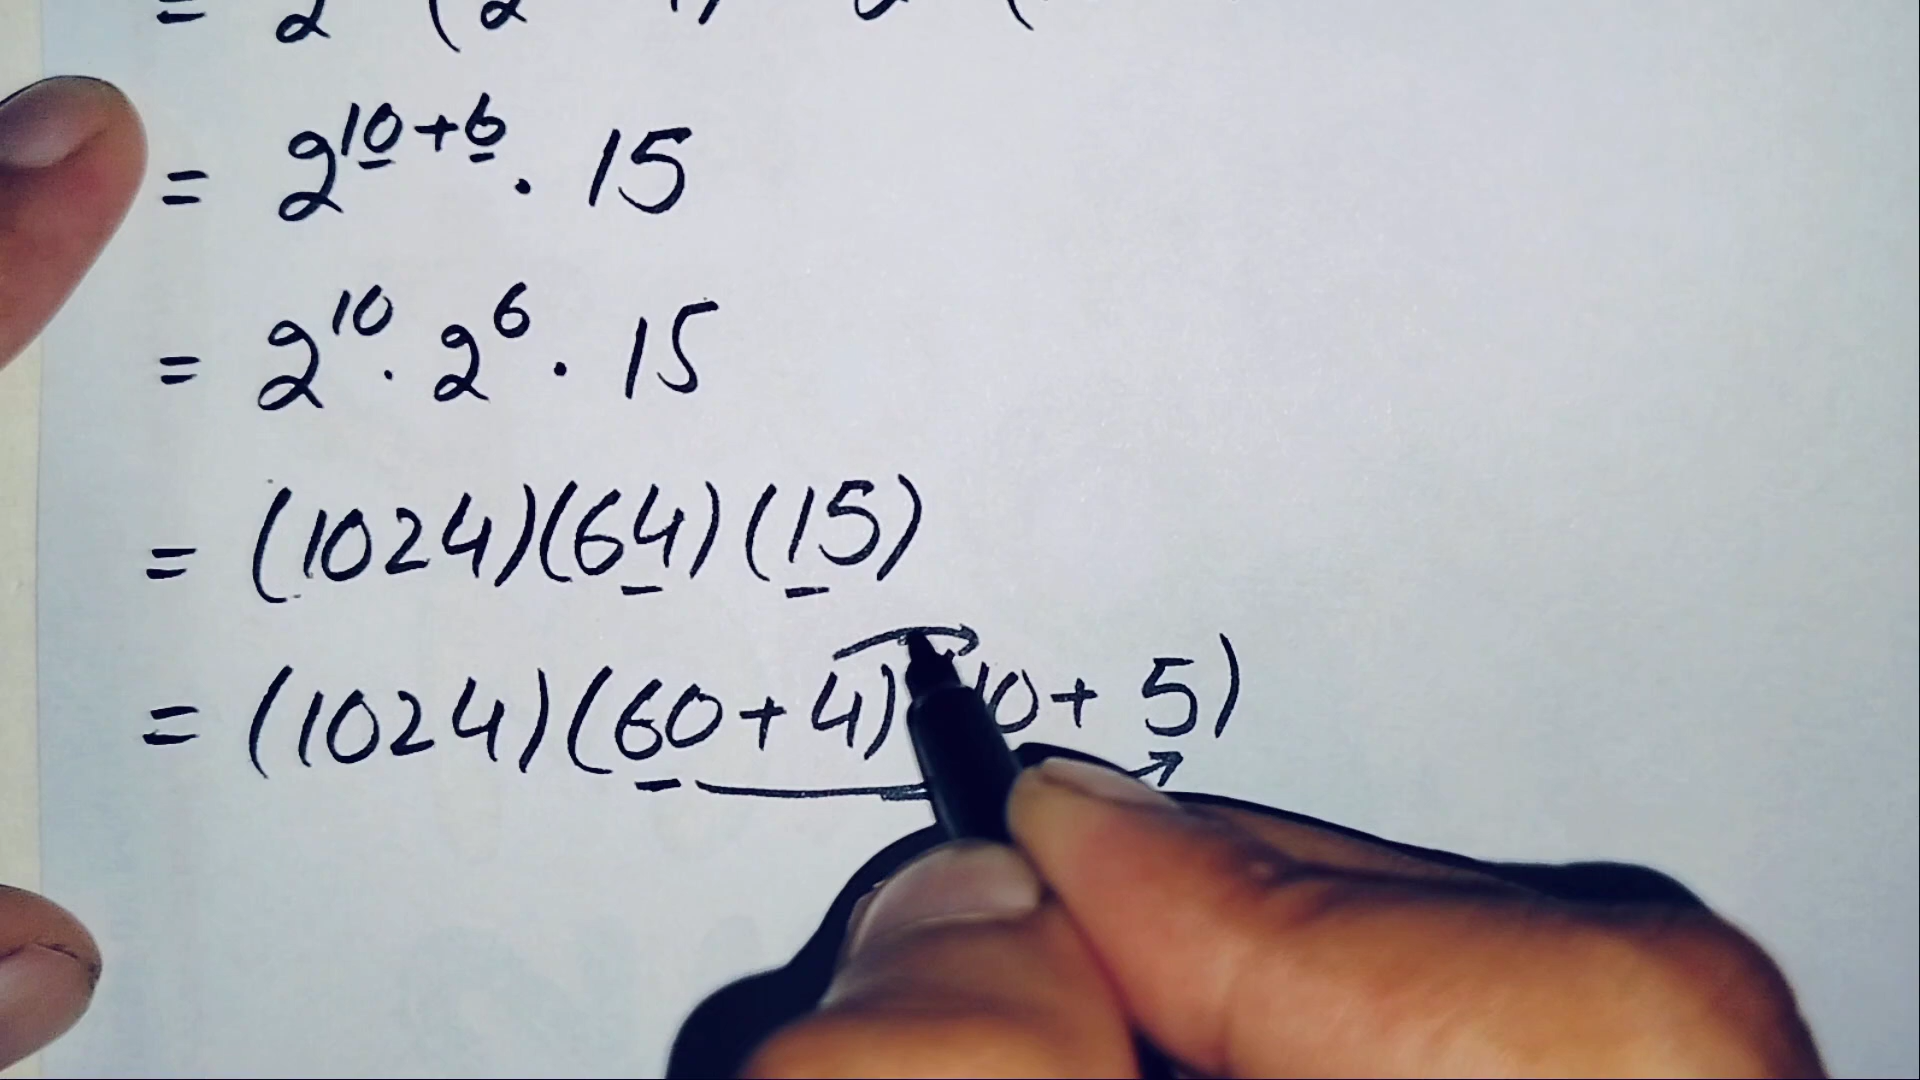 = 2^{10+6} · 15
= 2^{10} · 2^6 · 15
= (1024)(64)(15)
= (1024)(60+4) 10+ 5)